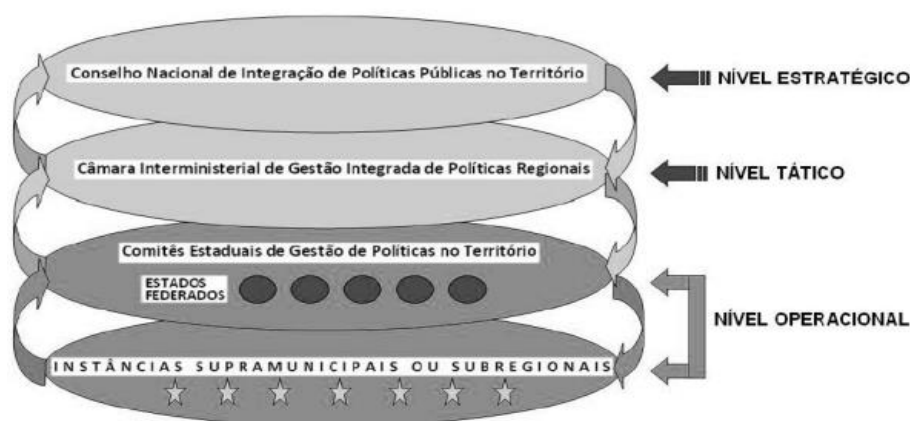 Conselho Nacional de Integração de Políticas Públicas no Território
NÍVEL ESTRATÉGICO
Câmara Interministerial de Gestão Integrada de Políticas Regionais
NÍVEL TÁTICO
Comitês Estaduais de Gestão de Políticas no Território
ESTADOS
FEDERADOS
NÍVEL OPERACIONAL
INSTÂNCIAS SUPRAMUNICIPAIS OU SUBREGIONAIS